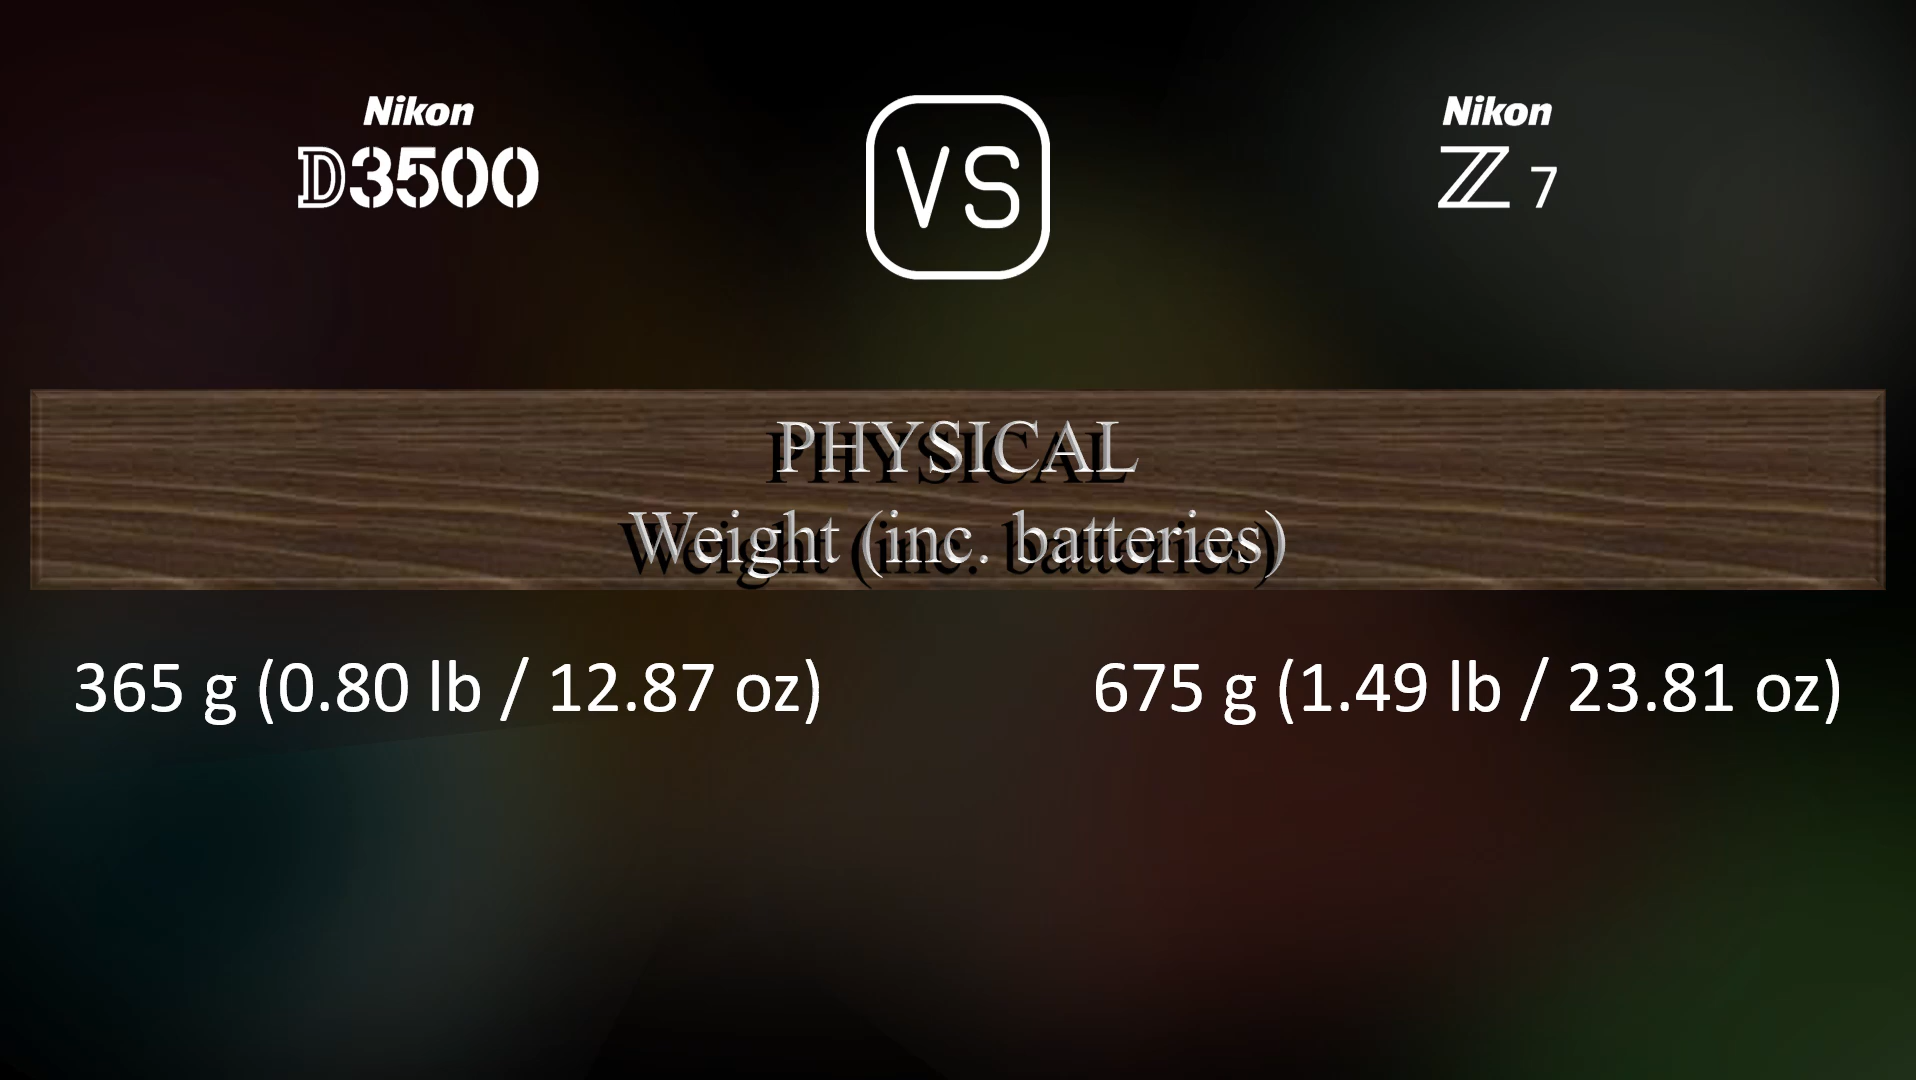 Nikon
D3500
VS
Nikon
Z 7
PHYSICAL
Weight (inc. batteries)
365 g (0.80 lb / 12.87 oz)
675 g (1.49 lb / 23.81 oz)